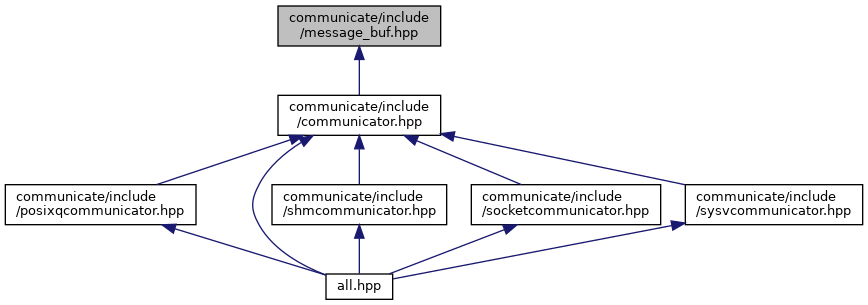 communicate/include
/message_buf.hpp
communicate/include
/communicator.hpp
communicate/include
/posixqcommunicator.hpp
communicate/include
/shmcommunicator.hpp
communicate/include
/socketcommunicator.hpp
communicate/include
/sysvcommunicator.hpp
all.hpp